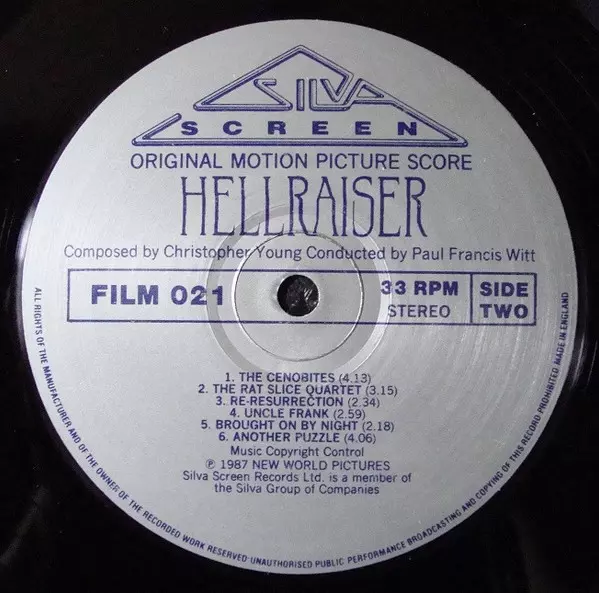 SILVA
SCREEN
ORIGINAL MOTION PICTURE SCORE
HELLRAISER
Composed by Christopher Young Conducted by Paul Francis Witt
FILM 021
33 RPM
STEREO
SIDE
TWO
1. THE CENOBITES (4.13)
2. THE RAT SLICE QUARTET (3.15)
3. RE-RESURRECTION (2.34)
4. UNCLE FRANK (2.59)
5. BROUGHT ON BY NIGHT (2.18)
6. ANOTHER PUZZLE (4.06)
Music Copyright Control
℗ 1987 NEW WORLD PICTURES
Silva Screen Records Ltd. is a member of
the Silva Group of Companies
ALL RIGHTS OF THE MANUFACTURER AND OF THE OWNER OF THE RECORDED WORK RESERVED·UNAUTHORISED PUBLIC PERFORMANCE BROADCASTING AND COPYING OF THIS RECORD PROHIBITED MADE IN ENGLAND